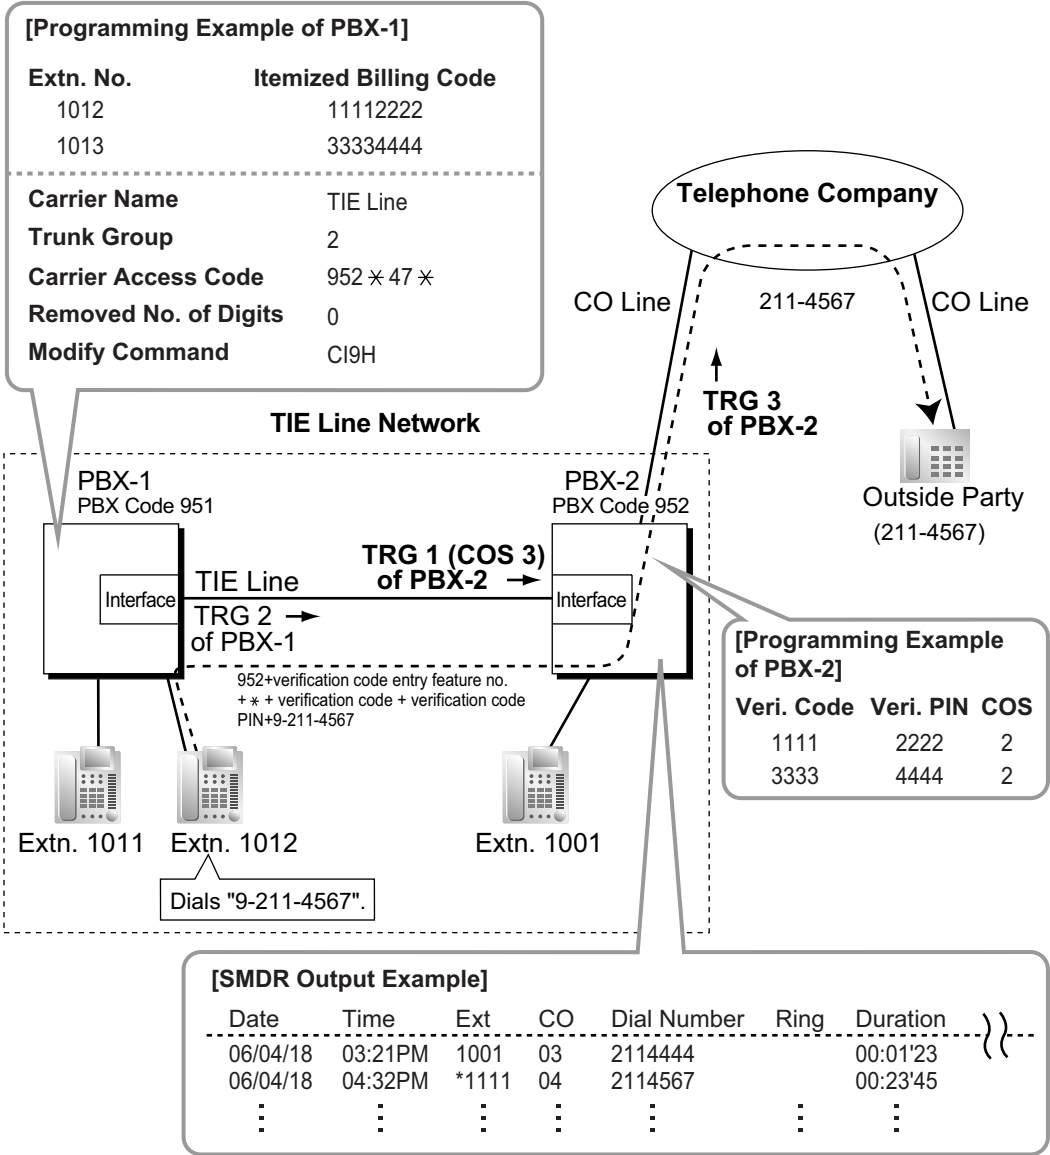 [Programming Example of PBX-1]
Extn. No. Itemized Billing Code
1012 11112222
1013 33334444
Carrier Name TIE Line
Trunk Group 2
Carrier Access Code 952*47*
Removed No. of Digits 0
Modify Command CI9H
Telephone Company
CO Line 211-4567 CO Line
TRG 3
of PBX-2
Outside Party
(211-4567)
TIE Line Network
PBX-1
PBX Code 951
PBX-2
PBX Code 952
Interface
TIE Line
TRG 2 →
of PBX-1
TRG 1 (COS 3)
of PBX-2 →
Interface
952+verification code entry feature no.
+ * + verification code + verification code
PIN+9-211-4567
[Programming Example
of PBX-2]
Veri. Code Veri. PIN COS
1111 2222 2
3333 4444 2
Extn. 1011 Extn. 1012 Extn. 1001
Dials "9-211-4567".
[SMDR Output Example]
Date Time Ext CO Dial Number Ring Duration
06/04/18 03:21PM 1001 03 2114444 00:01'23
06/04/18 04:32PM *1111 04 2114567 00:23'45